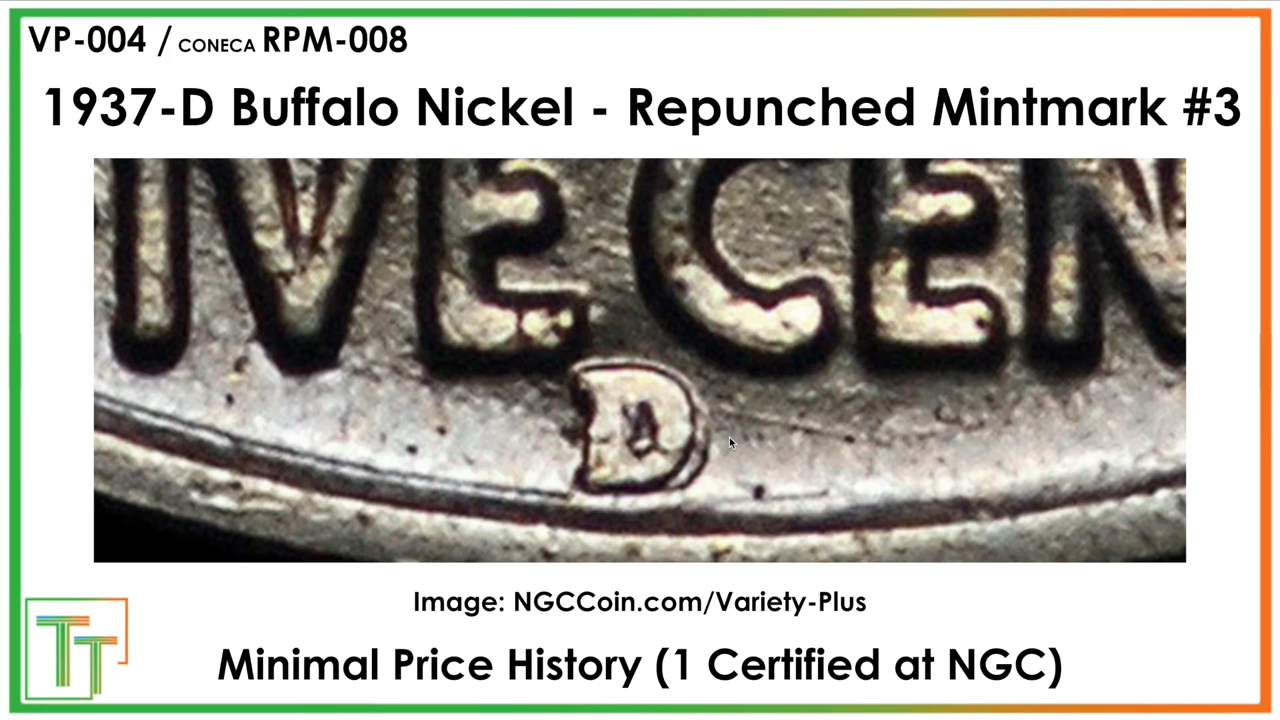 VP-004 / CONECA RPM-008
1937-D Buffalo Nickel - Repunched Mintmark #3
IVE CEN
D
Image: NGCCoin.com/Variety-Plus
TT
Minimal Price History (1 Certified at NGC)